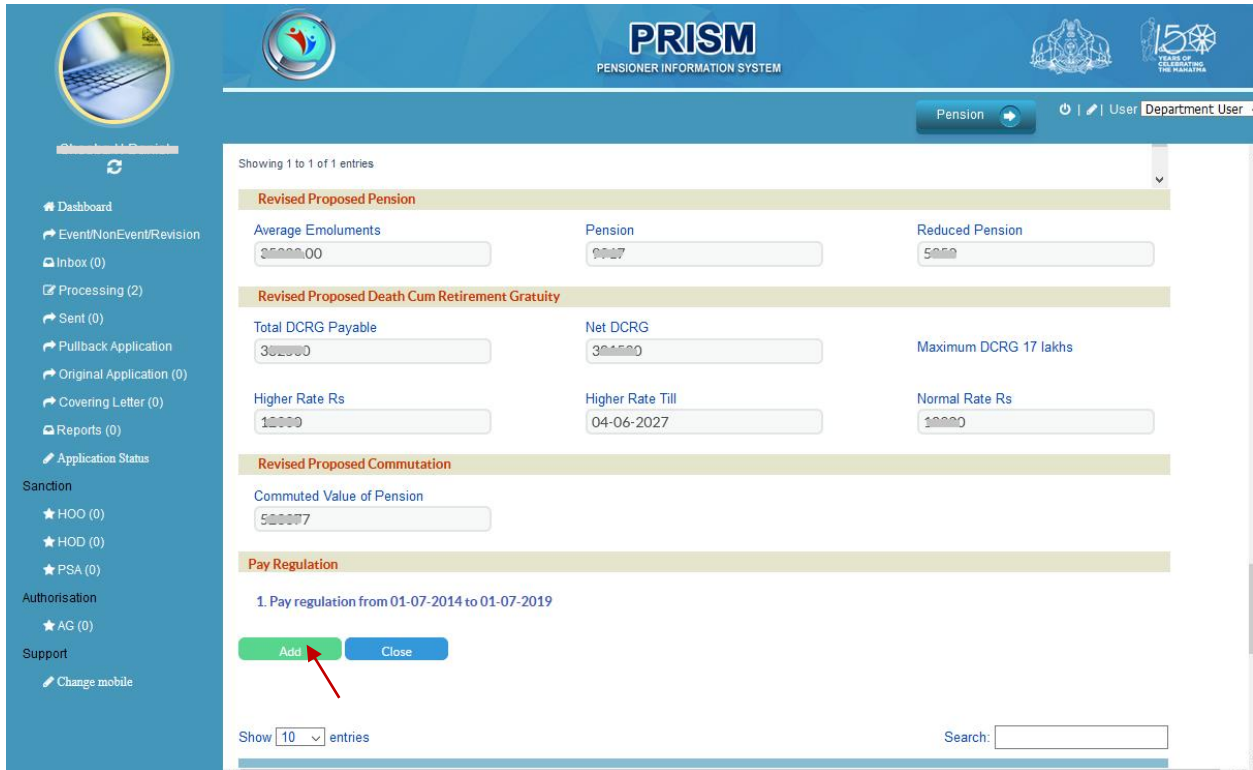 PRISM
PENSIONER INFORMATION SYSTEM
150
YEARS OF
CELEBRATING
THE MAHATMA
Pension
| | User Department User
Showing 1 to 1 of 1 entries
Dashboard
Event/NonEvent/Revision
Inbox (0)
Processing (2)
Sent (0)
Pullback Application
Original Application (0)
Covering Letter (0)
Reports (0)
Application Status
Sanction
HOO (0)
HOD (0)
PSA (0)
Authorisation
AG (0)
Support
Change mobile
Revised Proposed Pension
Average Emoluments Pension Reduced Pension
Revised Proposed Death Cum Retirement Gratuity
Total DCRG Payable Net DCRG
Maximum DCRG 17 lakhs
Higher Rate Rs Higher Rate Till Normal Rate Rs
04-06-2027
Revised Proposed Commutation
Commuted Value of Pension
Pay Regulation
1. Pay regulation from 01-07-2014 to 01-07-2019
Add Close
Show 10 entries Search: